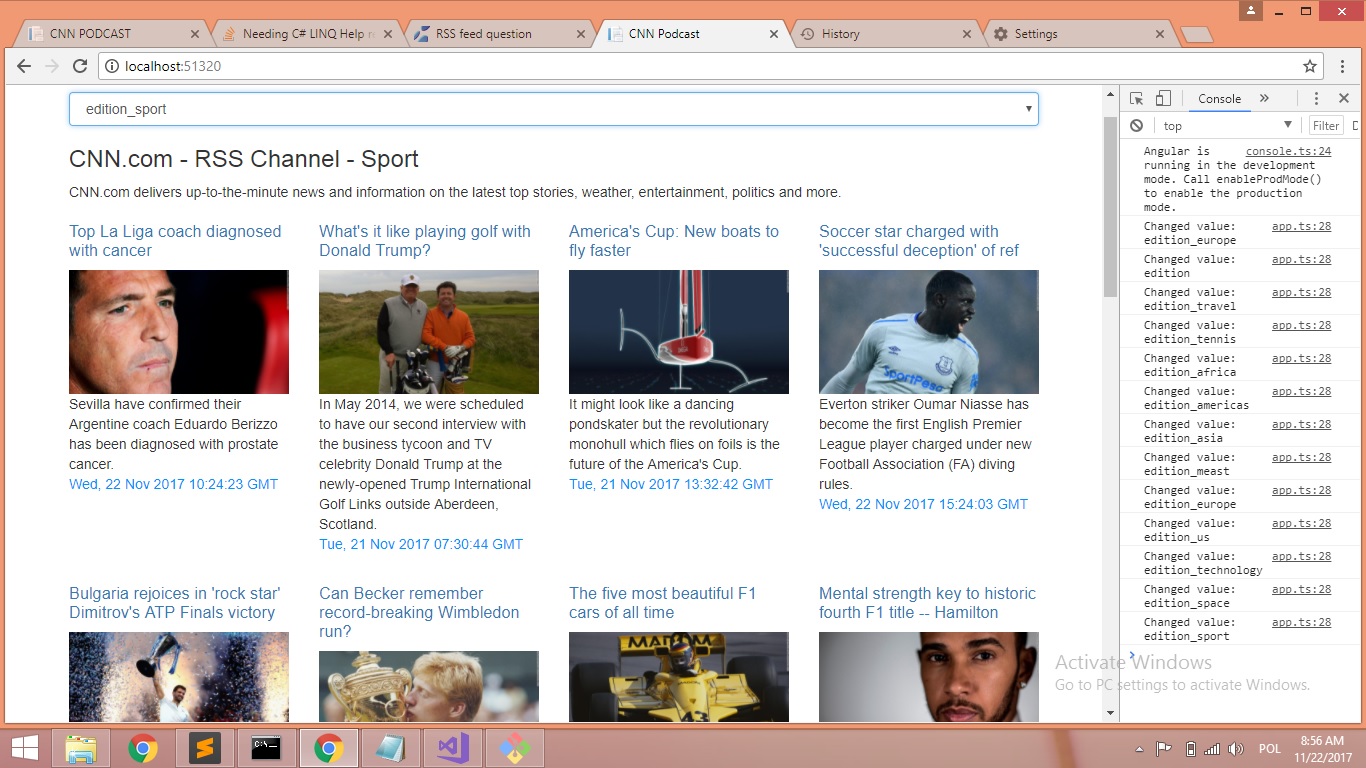 CNN PODCAST
Needing C# LINQ Help r
RSS feed question
CNN Podcast
History
Settings
localhost:51320
edition_sport
CNN.com - RSS Channel - Sport
CNN.com delivers up-to-the-minute news and information on the latest top stories, weather, entertainment, politics and more.
Top La Liga coach diagnosed
with cancer
Sevilla have confirmed their
Argentine coach Eduardo Berizzo
has been diagnosed with prostate
cancer.
Wed, 22 Nov 2017 10:24:23 GMT
What's it like playing golf with
Donald Trump?
In May 2014, we were scheduled
to have our second interview with
the business tycoon and TV
celebrity Donald Trump at the
newly-opened Trump International
Golf Links outside Aberdeen,
Scotland.
Tue, 21 Nov 2017 07:30:44 GMT
America's Cup: New boats to
fly faster
It might look like a dancing
pondskater but the revolutionary
monohull which flies on foils is the
future of the America's Cup.
Tue, 21 Nov 2017 13:32:42 GMT
Soccer star charged with
'successful deception' of ref
SportPesa
Everton striker Oumar Niasse has
become the first English Premier
League player charged under new
Football Association (FA) diving
rules.
Wed, 22 Nov 2017 15:24:03 GMT
Bulgaria rejoices in 'rock star'
Dimitrov's ATP Finals victory
Can Becker remember
record-breaking Wimbledon
run?
The five most beautiful F1
cars of all time
Mental strength key to historic
fourth F1 title -- Hamilton
Console
top
Filter
Angular is console.ts:24
running in the development
mode. Call enableProdMode()
to enable the production
mode.
Changed value: app.ts:28
edition_europe
Changed value: app.ts:28
edition
Changed value: app.ts:28
edition_travel
Changed value: app.ts:28
edition_tennis
Changed value: app.ts:28
edition_africa
Changed value: app.ts:28
edition_americas
Changed value: app.ts:28
edition_asia
Changed value: app.ts:28
edition_meast
Changed value: app.ts:28
edition_europe
Changed value: app.ts:28
edition_us
Changed value: app.ts:28
edition_technology
Changed value: app.ts:28
edition_space
Changed value: app.ts:28
edition_sport
Activate Windows
Go to PC settings to activate Windows.
POL
8:56 AM
11/22/2017